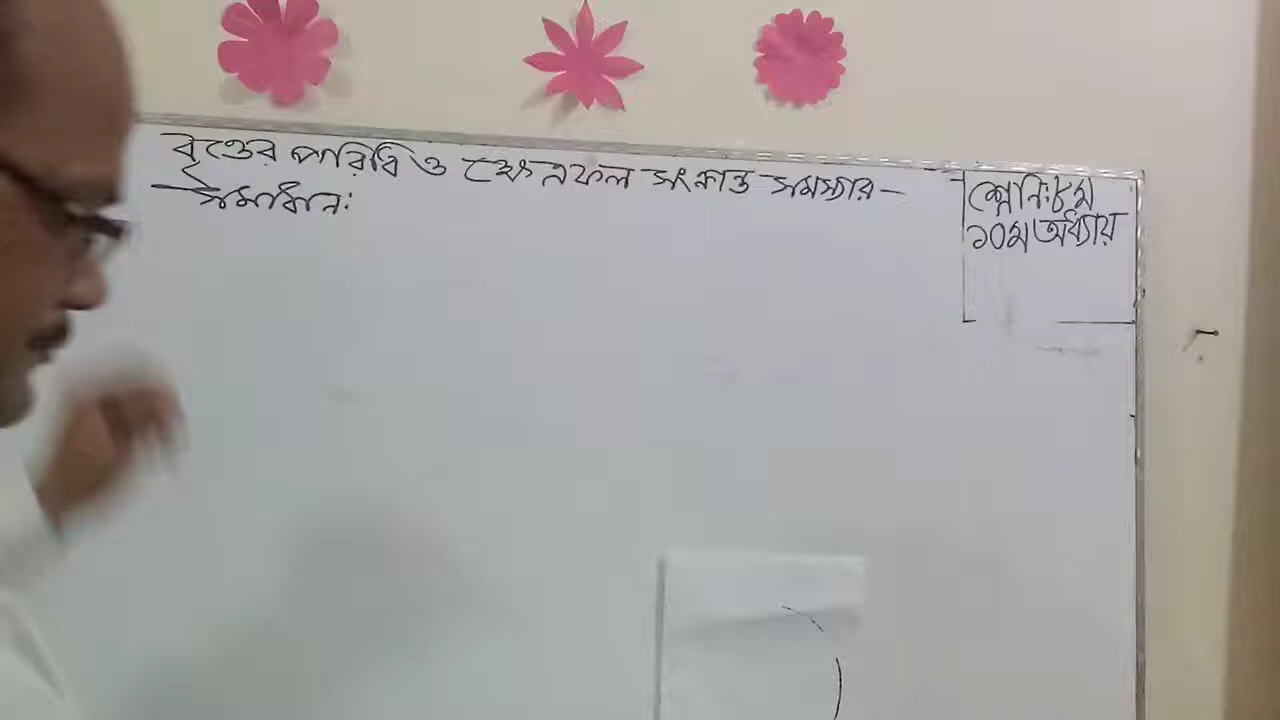 বৃত্তের পরিধি ও ক্ষেত্রফল সংক্রান্ত সমস্যার -
সমাধান:
শ্রেনি: ৮ম
১০ম অধ্যায়